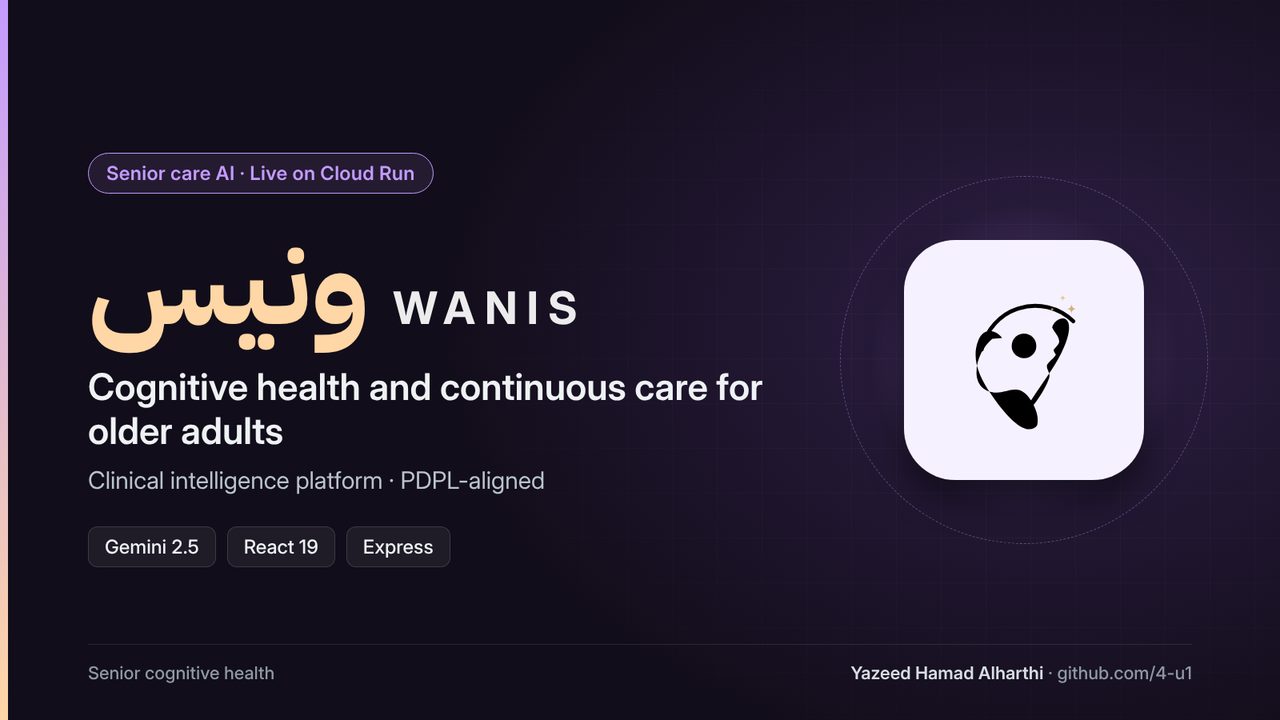 Senior care AI · Live on Cloud Run
ونيس WANIS
Cognitive health and continuous care for
older adults
Clinical intelligence platform · PDPL-aligned
Gemini 2.5 React 19 Express
Senior cognitive health
Yazeed Hamad Alharthi · github.com/4-u1